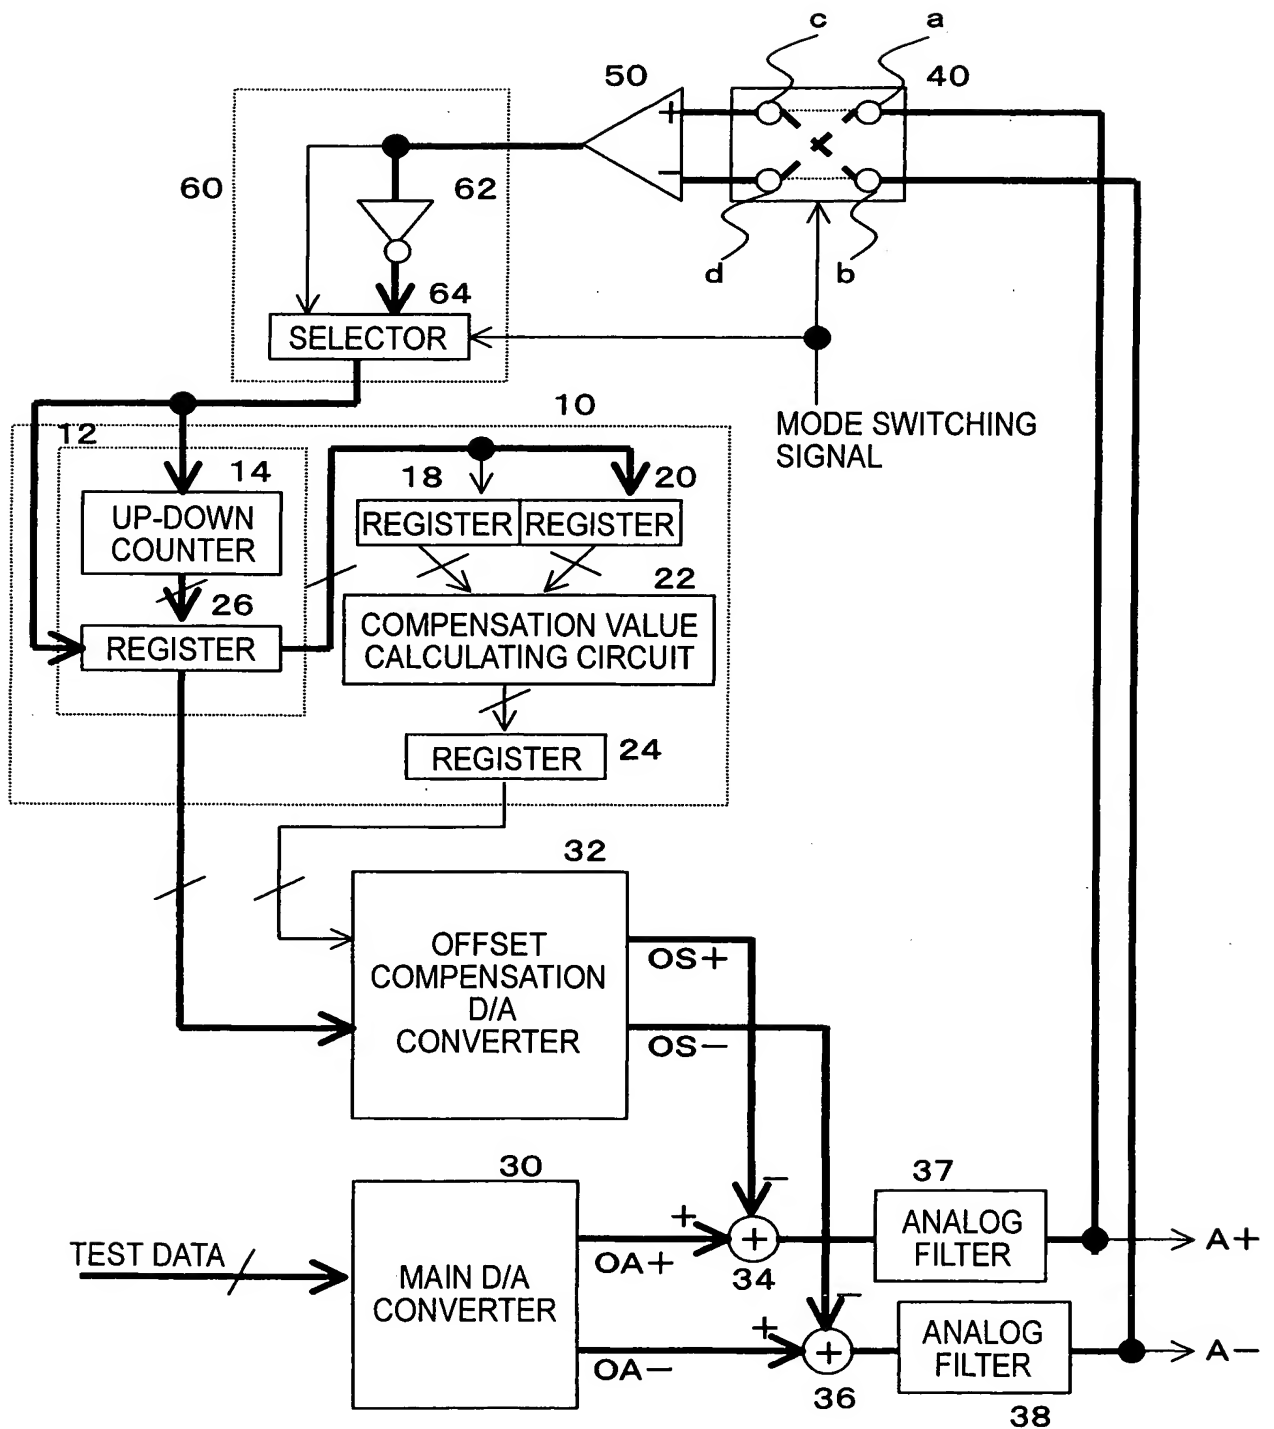 c
a
50
40
+
−
60
62
d
b
64
SELECTOR
MODE SWITCHING
SIGNAL
10
12
14
18
20
UP-DOWN
COUNTER
REGISTER
REGISTER
26
22
REGISTER
COMPENSATION VALUE
CALCULATING CIRCUIT
REGISTER
24
32
OFFSET
COMPENSATION
D/A
CONVERTER
OS+
OS−
30
37
−
+
TEST DATA
MAIN D/A
CONVERTER
OA+
+
34
ANALOG
FILTER
A+
−
+
OA−
+
36
ANALOG
FILTER
A−
38